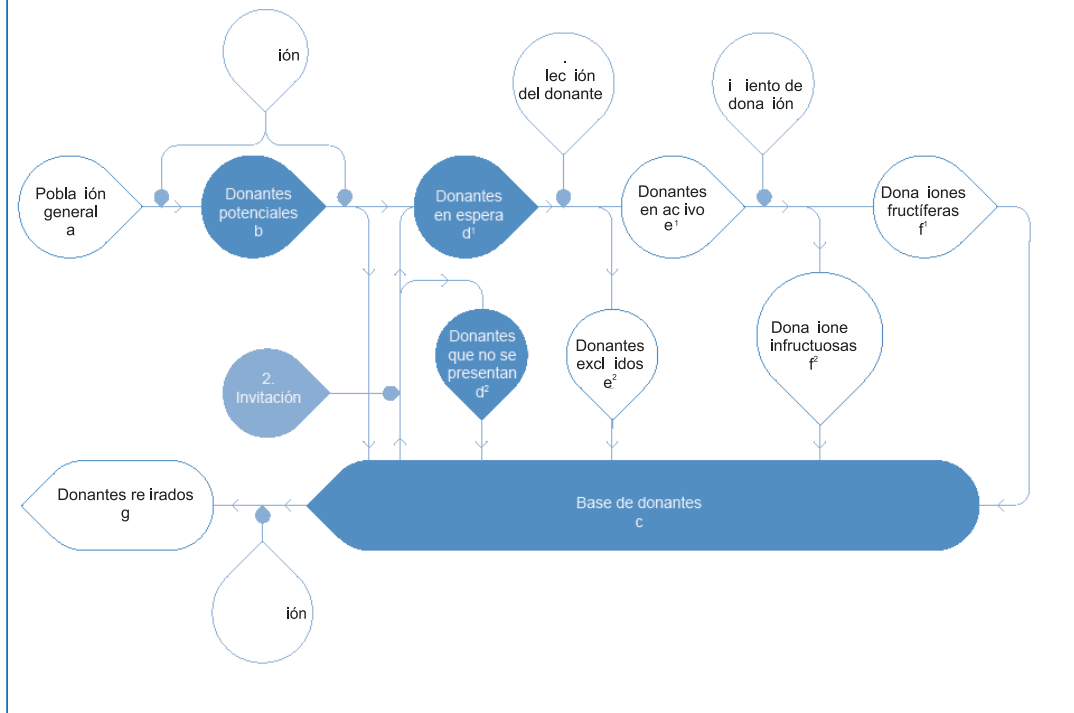 ión
lec ión
del donante
i iento de
dona ión
Pobla ión
general
a
Donantes
potenciales
b
Donantes
en espera
d¹
Donantes
en ac ivo
e¹
Dona iones
fructíferas
f¹
Donantes
que no se
presentan
d²
Donantes
excl idos
e²
Dona ione
infructuosas
f²
2.
Invitación
Donantes re irados
g
Base de donantes
c
ión